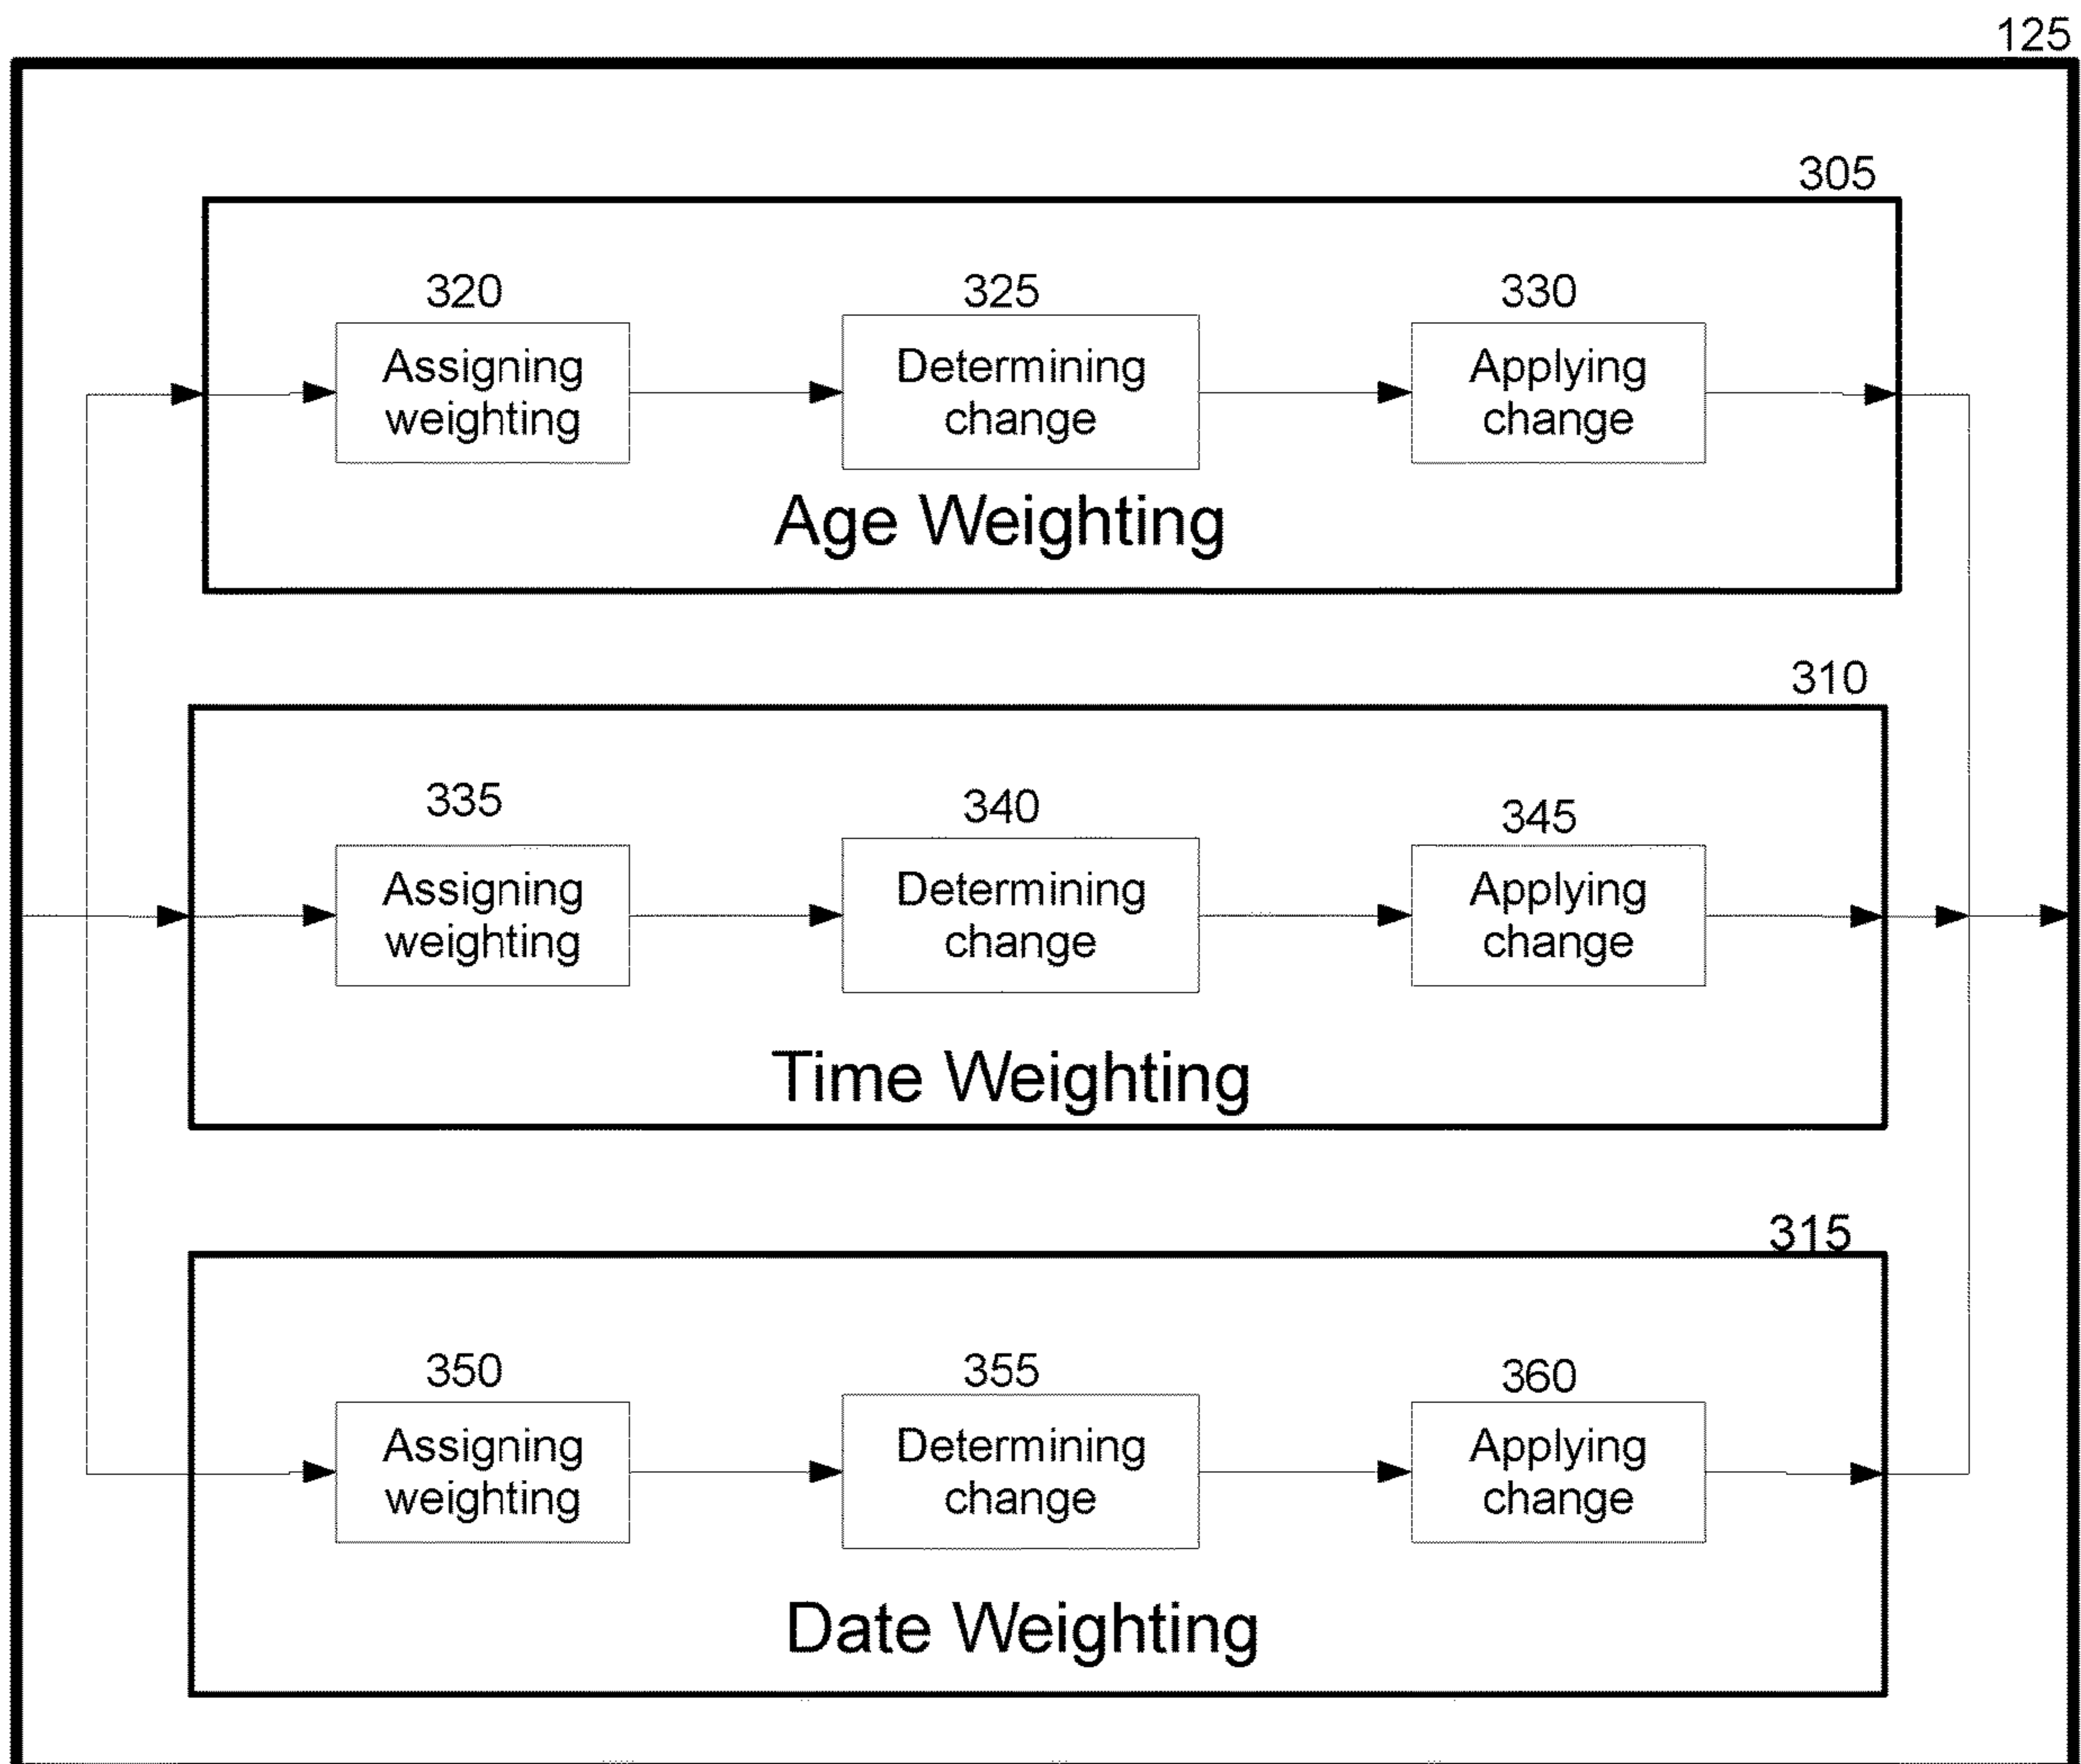 125
305
320
325
330
Assigning
weighting
Determining
change
Applying
change
Age Weighting
310
335
340
345
Assigning
weighting
Determining
change
Applying
change
Time Weighting
315
350
355
360
Assigning
weighting
Determining
change
Applying
change
Date Weighting